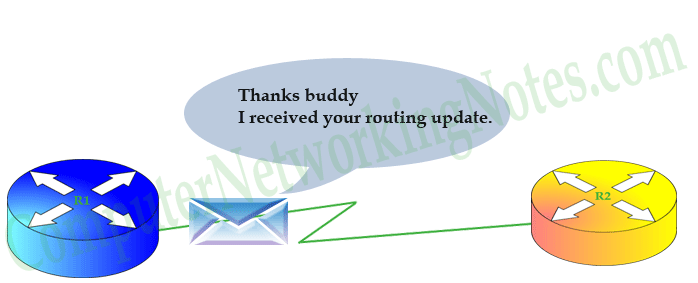 Thanks buddy
I received your routing update.
R1
R2
ComputerNetworkingNotes.com